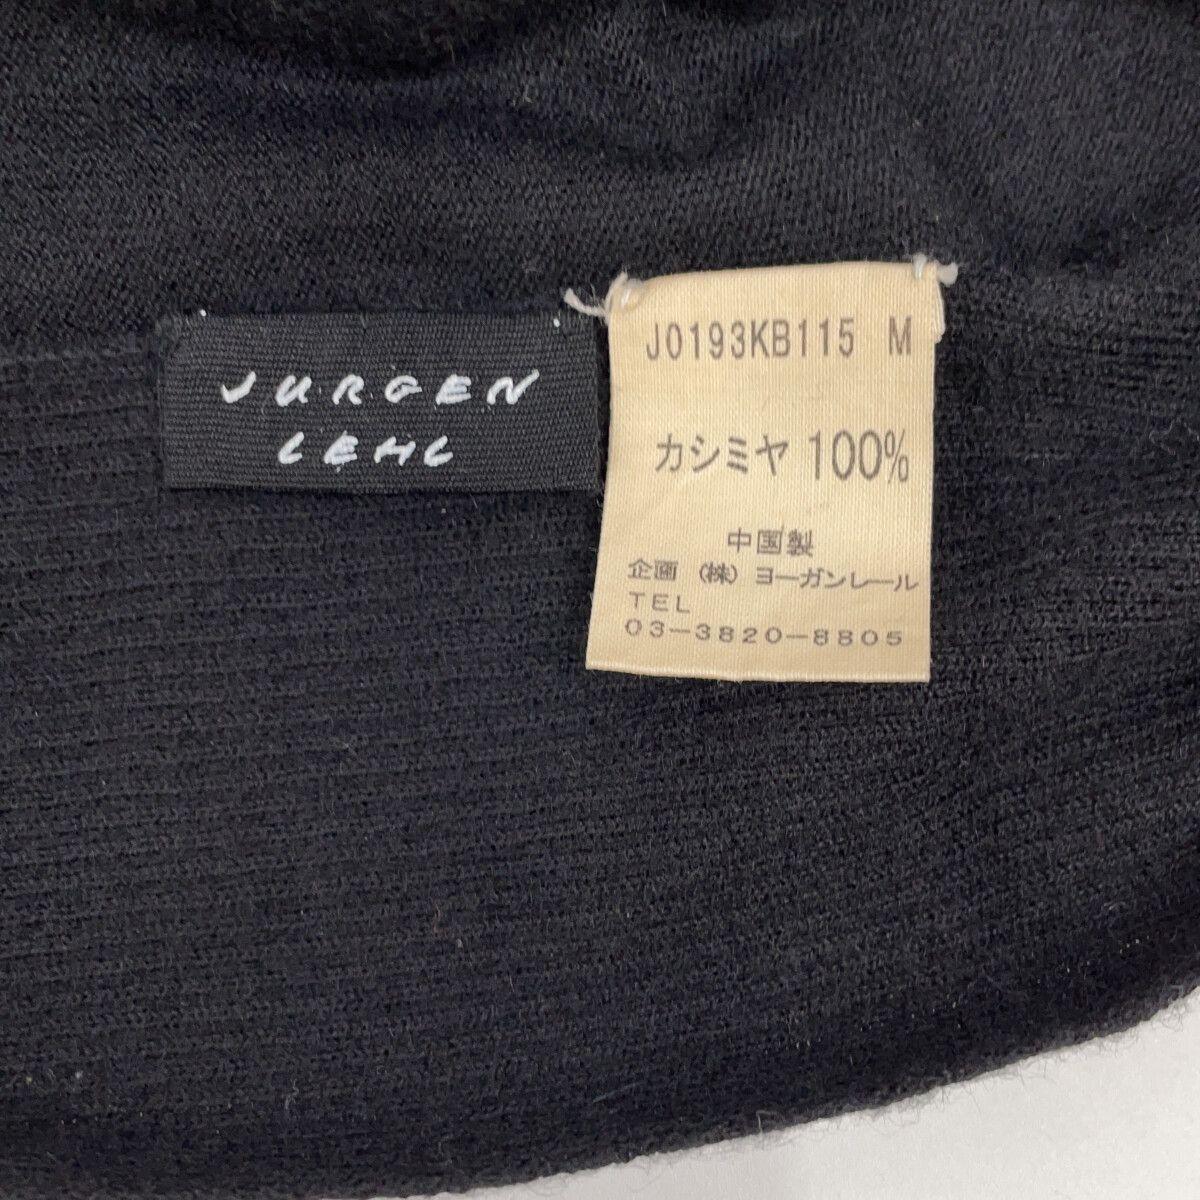 JURGEN
LEHL
J0193KB115 M
カシミヤ 100%
中国製
企画 (株) ヨーガンレール
TEL
03-3820-8805